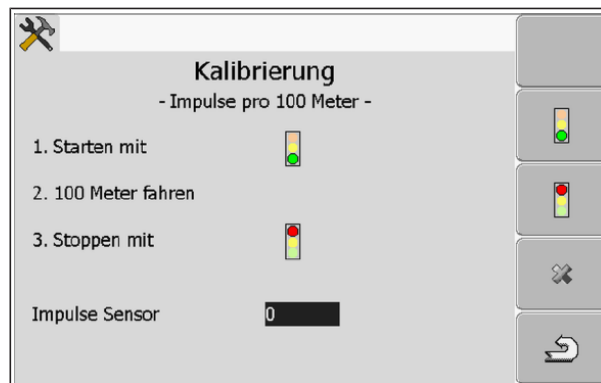 Kalibrierung
- Impulse pro 100 Meter -
1. Starten mit
2. 100 Meter fahren
3. Stoppen mit
Impulse Sensor 0